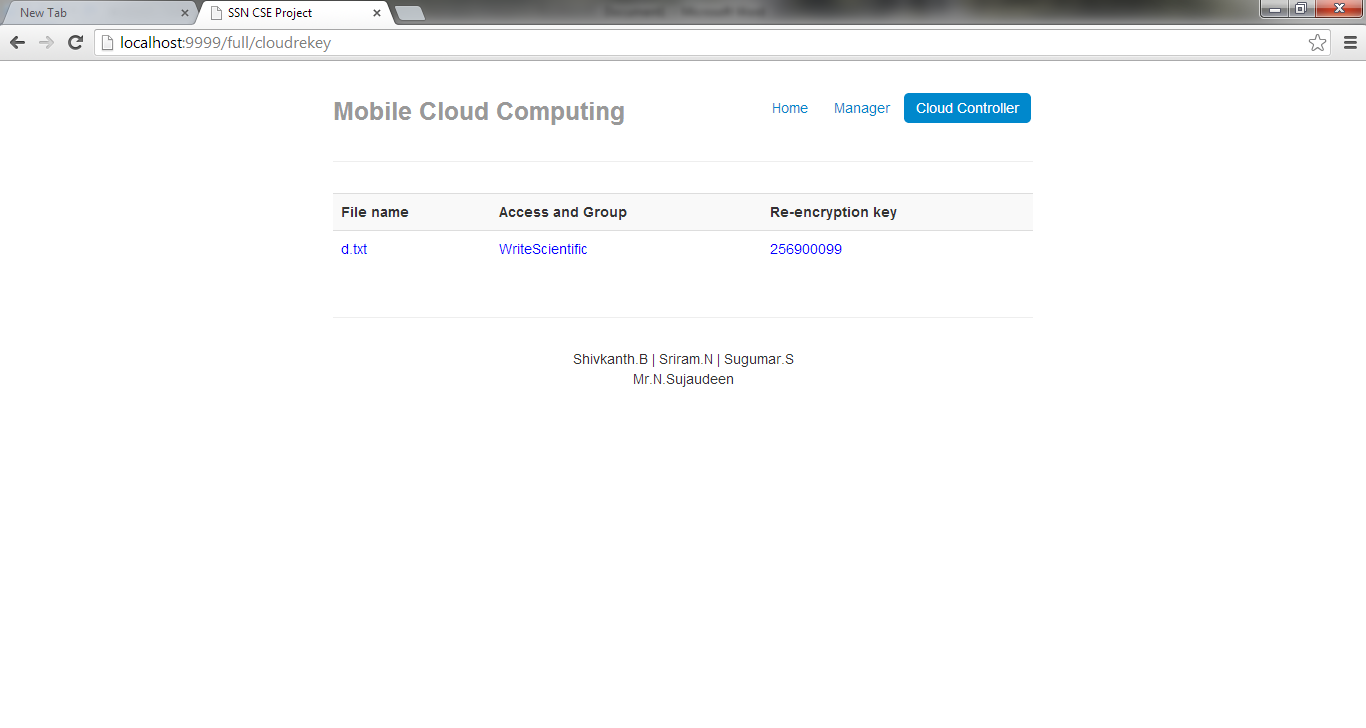 New Tab
SSN CSE Project
localhost:9999/full/cloudrekey
Mobile Cloud Computing
Home Manager Cloud Controller
File name Access and Group Re-encryption key
d.txt WriteScientific 256900099
Shivkanth.B | Sriram.N | Sugumar.S
Mr.N.Sujaudeen